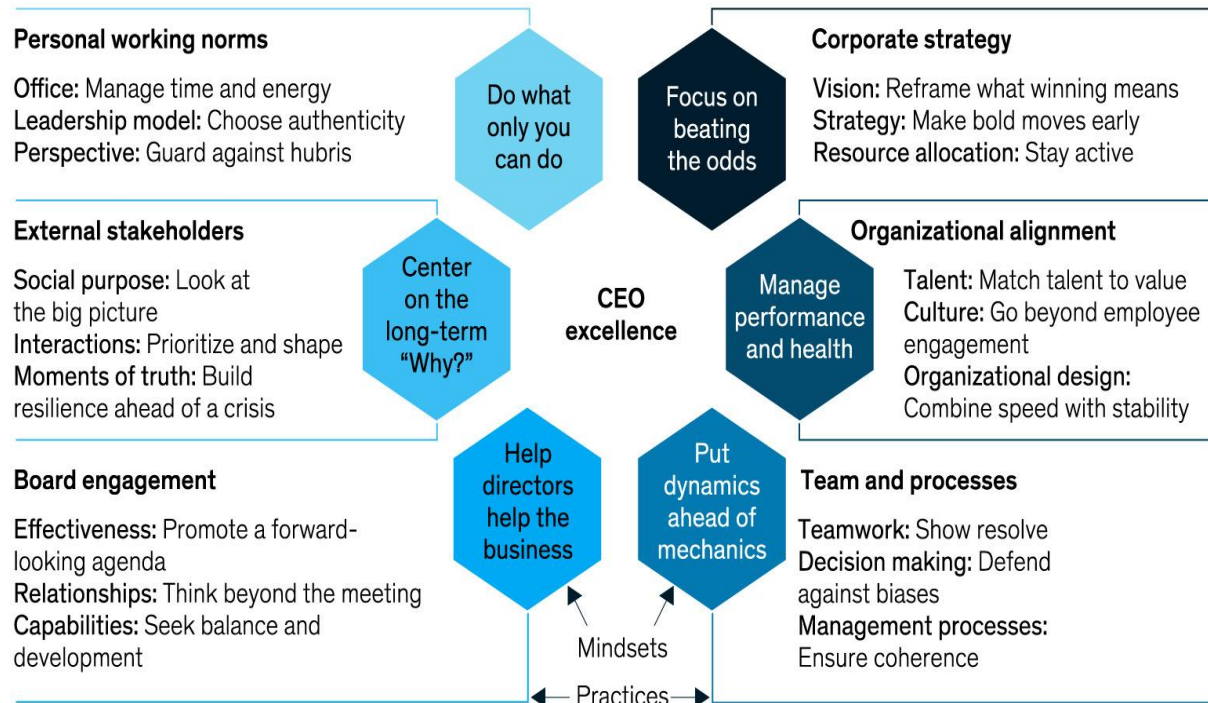 Personal working norms
Office: Manage time and energy
Leadership model: Choose authenticity
Perspective: Guard against hubris
Do what
only you
can do
Focus on
beating
the odds
Corporate strategy
Vision: Reframe what winning means
Strategy: Make bold moves early
Resource allocation: Stay active
External stakeholders
Social purpose: Look at
the big picture
Interactions: Prioritize and shape
Moments of truth: Build
resilience ahead of a crisis
Center
on the
long-term
“Why?”
CEO
excellence
Manage
performance
and health
Organizational alignment
Talent: Match talent to value
Culture: Go beyond employee
engagement
Organizational design:
Combine speed with stability
Board engagement
Effectiveness: Promote a forward-
looking agenda
Relationships: Think beyond the meeting
Capabilities: Seek balance and
development
Help
directors
help the
business
Put
dynamics
ahead of
mechanics
Team and processes
Teamwork: Show resolve
Decision making: Defend
against biases
Management processes:
Ensure coherence
Mindsets
Practices